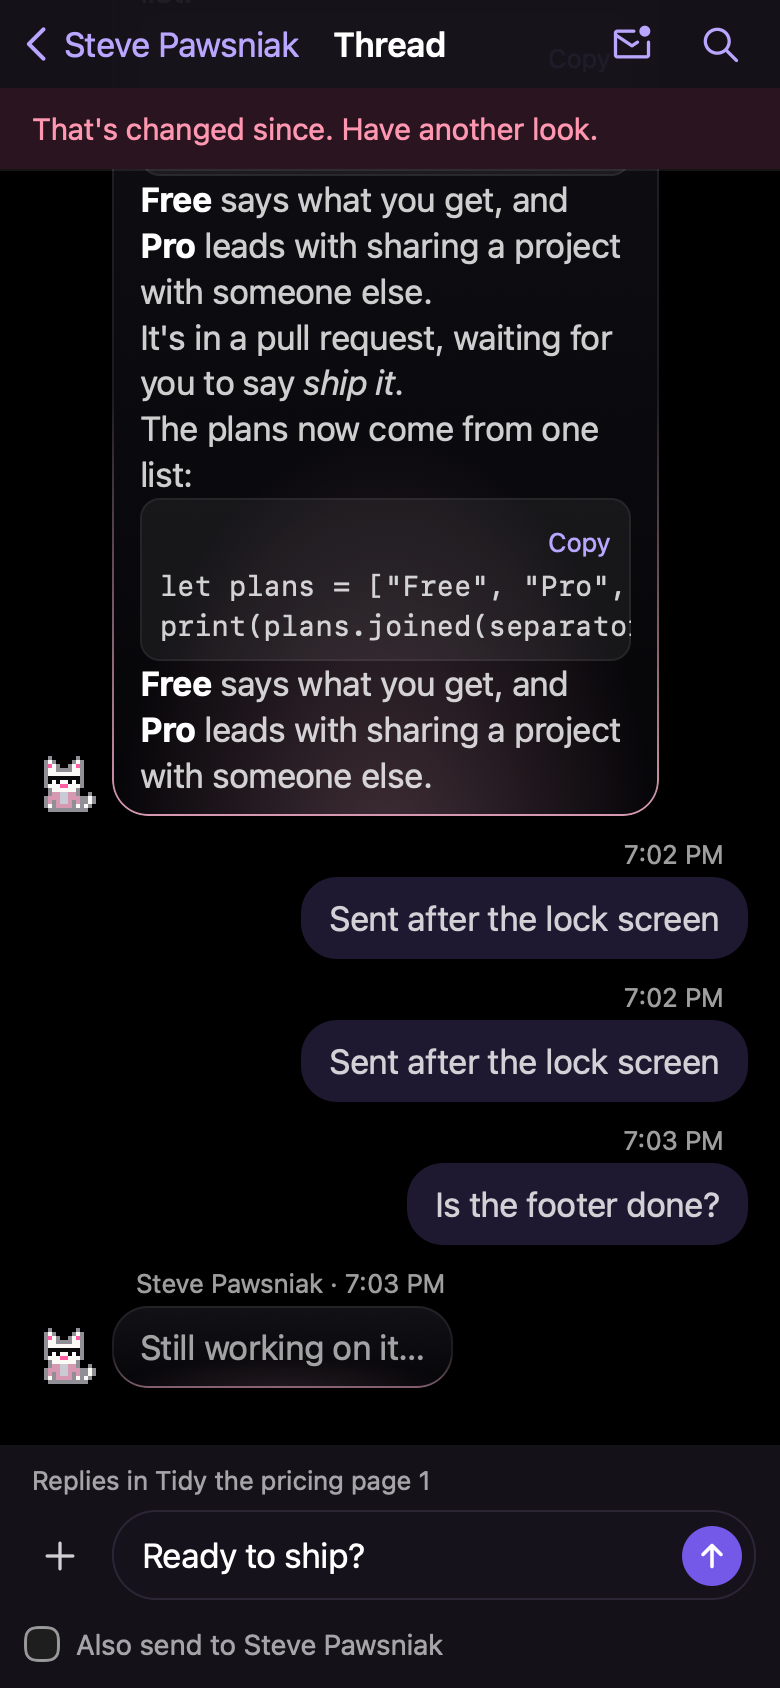 Steve Pawsniak Thread
Copy
That's changed since. Have another look.
Free says what you get, and
Pro leads with sharing a project
with someone else.
It's in a pull request, waiting for
you to say ship it.
The plans now come from one
list:
Copy
let plans = ["Free", "Pro",
print(plans.joined(separato
Free says what you get, and
Pro leads with sharing a project
with someone else.
7:02 PM
Sent after the lock screen
7:02 PM
Sent after the lock screen
7:03 PM
Is the footer done?
Steve Pawsniak · 7:03 PM
Still working on it...
Replies in Tidy the pricing page 1
Ready to ship?
Also send to Steve Pawsniak